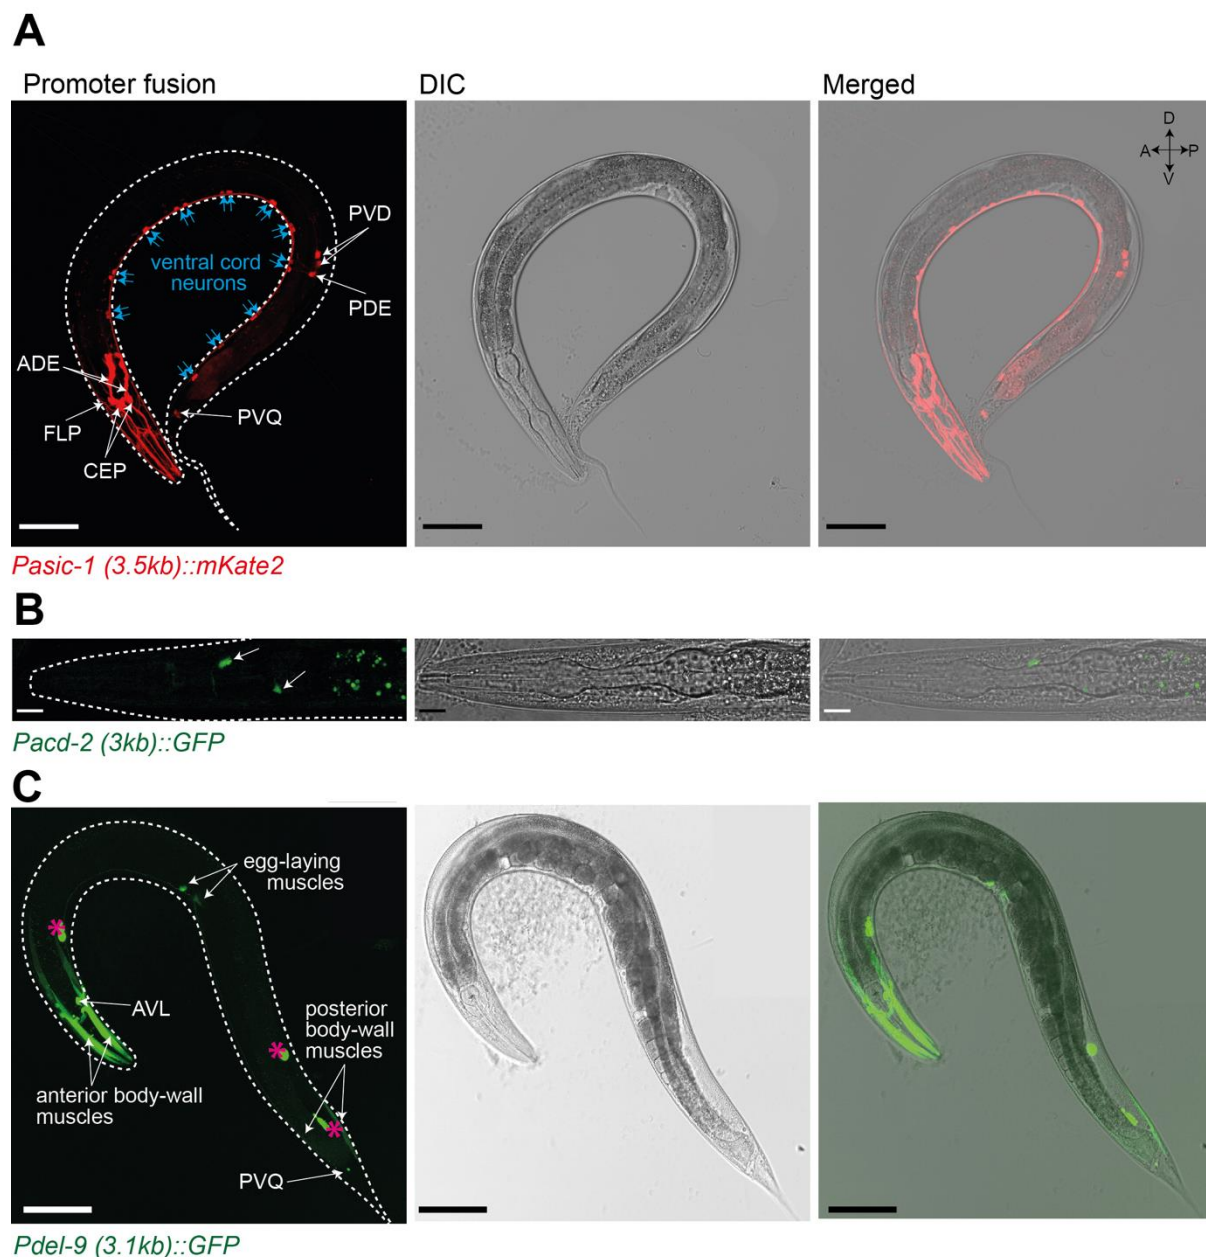 A
Promoter fusion
DIC
Merged
D
A
P
V
PVD
ventral cord
neurons
PDE
ADE
PVQ
FLP
CEP
Pasic-1 (3.5kb)::mKate2
B
Pacd-2 (3kb)::GFP
C
egg-laying
muscles
*
AVL
posterior
body-wall
muscles
*
anterior body-wall
muscles
*
PVQ
Pdel-9 (3.1kb)::GFP